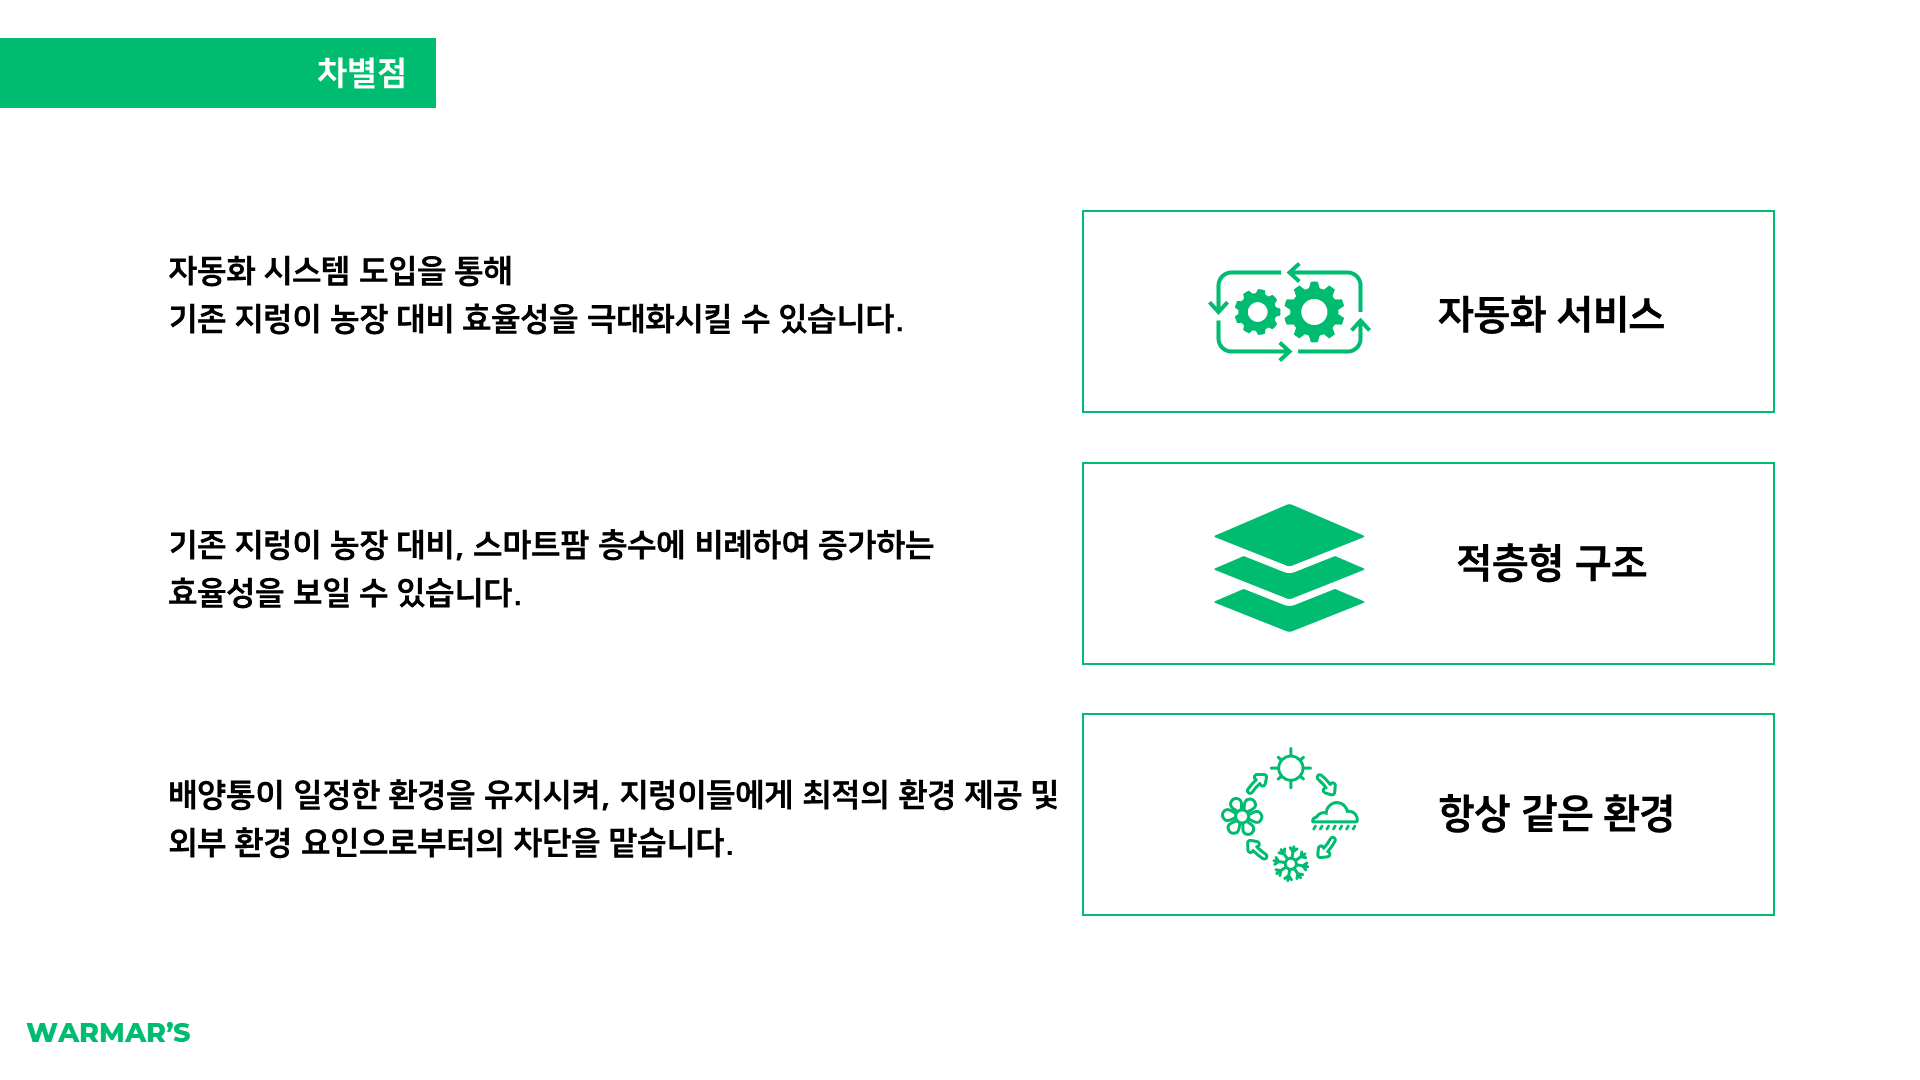 차별점
자동화 시스템 도입을 통해
기존 지렁이 농장 대비 효율성을 극대화시킬 수 있습니다.
자동화 서비스
기존 지렁이 농장 대비, 스마트팜 층수에 비례하여 증가하는
효율성을 보일 수 있습니다.
적층형 구조
배양통이 일정한 환경을 유지시켜, 지렁이들에게 최적의 환경 제공 및
외부 환경 요인으로부터의 차단을 맡습니다.
항상 같은 환경
WARMAR'S